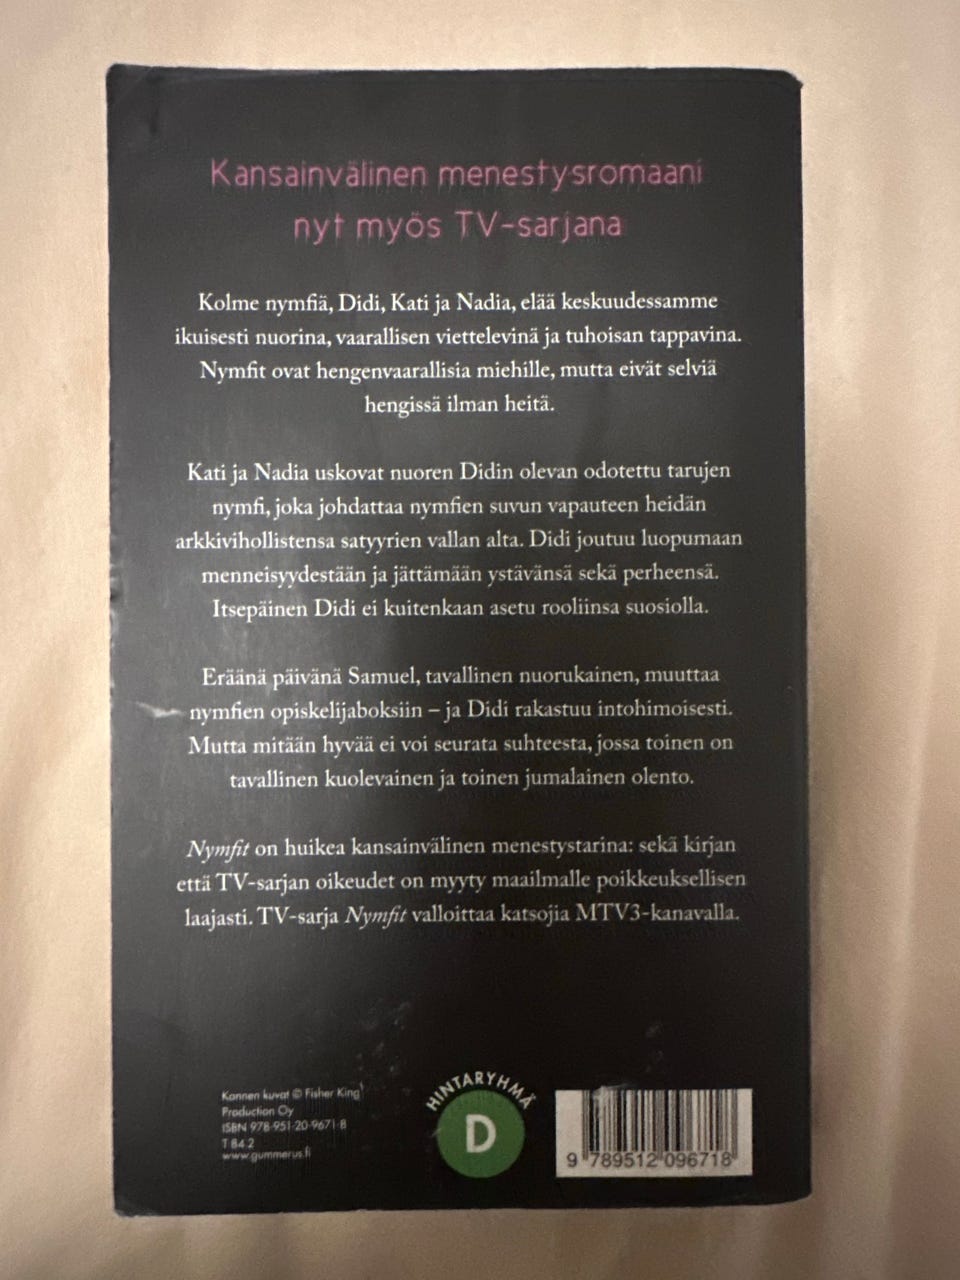 Kansainvälinen menestysromaani
nyt myös TV-sarjana
Kolme nymfiä, Didi, Kati ja Nadia, elää keskuudessamme
ikuisesti nuorina, vaarallisen viettelevinä ja tuhoisan tappavina.
Nymfit ovat hengenvaarallisia miehille, mutta eivät selviä
hengissä ilman heitä.
Kati ja Nadia uskovat nuoren Didin olevan odotettu tarujen
nymfi, joka johdattaa nymfien suvun vapauteen heidän
arkkivihollistensa satyyrien vallan alta. Didi joutuu luopumaan
menneisyydestään ja jättämään ystävänsä sekä perheensä.
Itsepäinen Didi ei kuitenkaan asetu rooliinsa suosiolla.
Eräänä päivänä Samuel, tavallinen nuorukainen, muuttaa
nymfien opiskelijaboksiin – ja Didi rakastuu intohimoisesti.
Mutta mitään hyvää ei voi seurata suhteesta, jossa toinen on
tavallinen kuolevainen ja toinen jumalainen olento.
Nymfit on huikea kansainvälinen menestystarina: sekä kirjan
että TV-sarjan oikeudet on myyty maailmalle poikkeuksellisen
laajasti. TV-sarja Nymfit valloittaa katsojia MTV3-kanavalla.
Kannen kuvat © Fisher King
Production Oy
ISBN 978-951-20-9671-8
T 84.2
www.gummerus.fi
HINTARYHMÄ
D
9 789512 096718